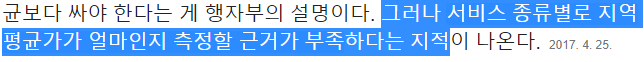 균보다 싸야 한다는 게 행자부의 설명이다. 그러나 서비스 종류별로 지역
평균가가 얼마인지 측정할 근거가 부족하다는 지적이 나온다. 2017. 4. 25.